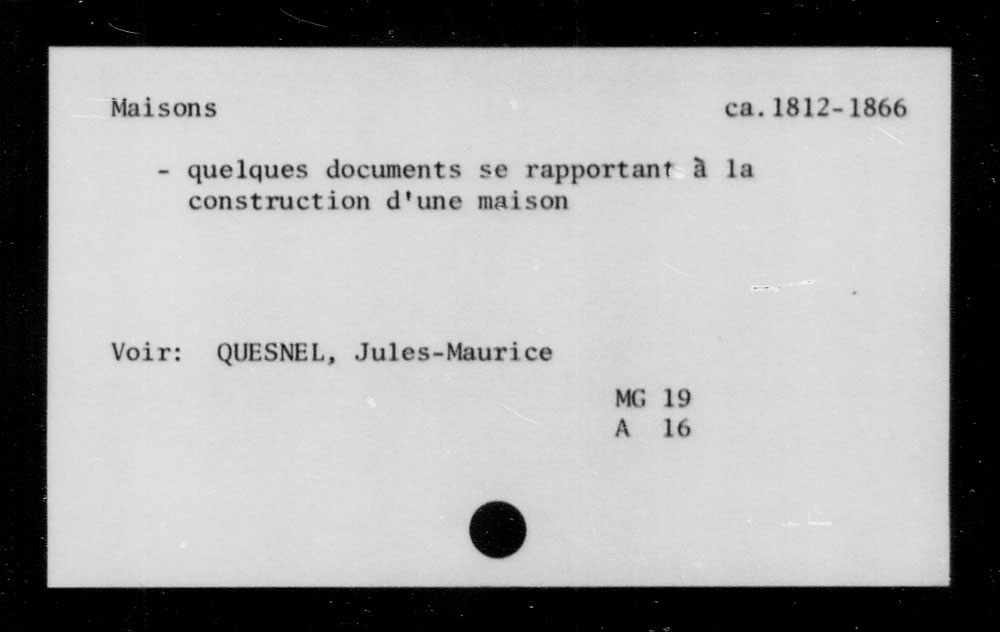 Maisons ca.1812-1866
- quelques documents se rapportant à la
construction d'une maison
Voir: QUESNEL, Jules-Maurice
MG 19
A 16